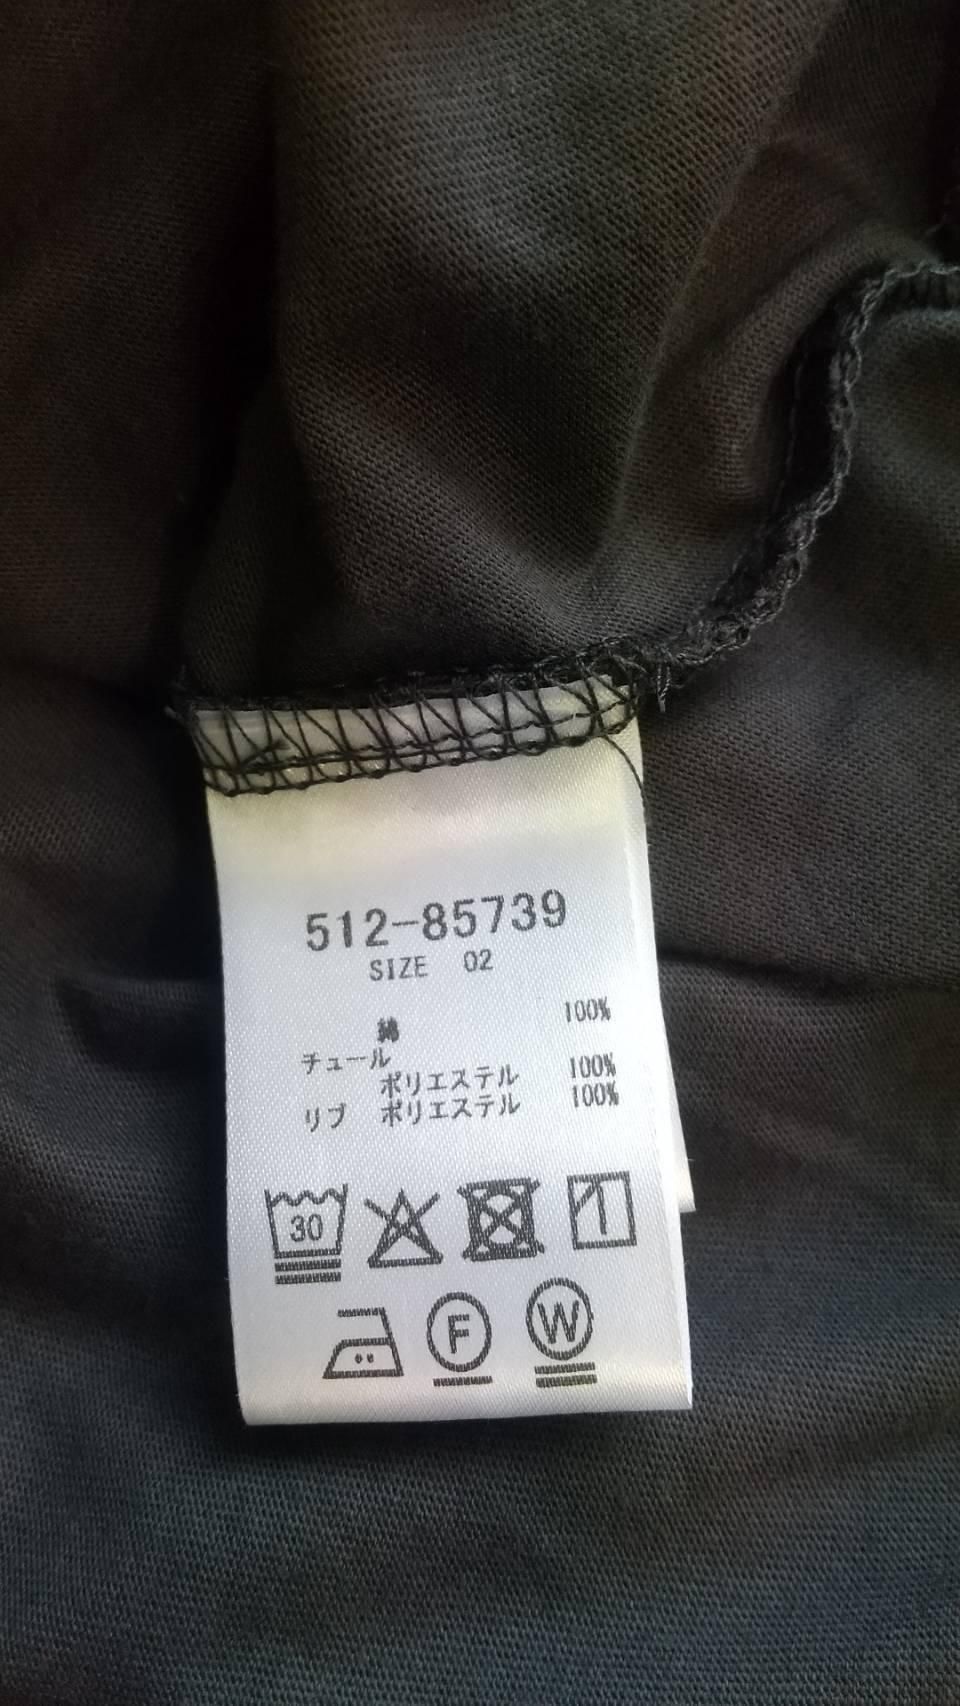 512-85739
SIZE 02
綿 100%
チュール
ポリエステル 100%
リブ ポリエステル 100%
30
F
W